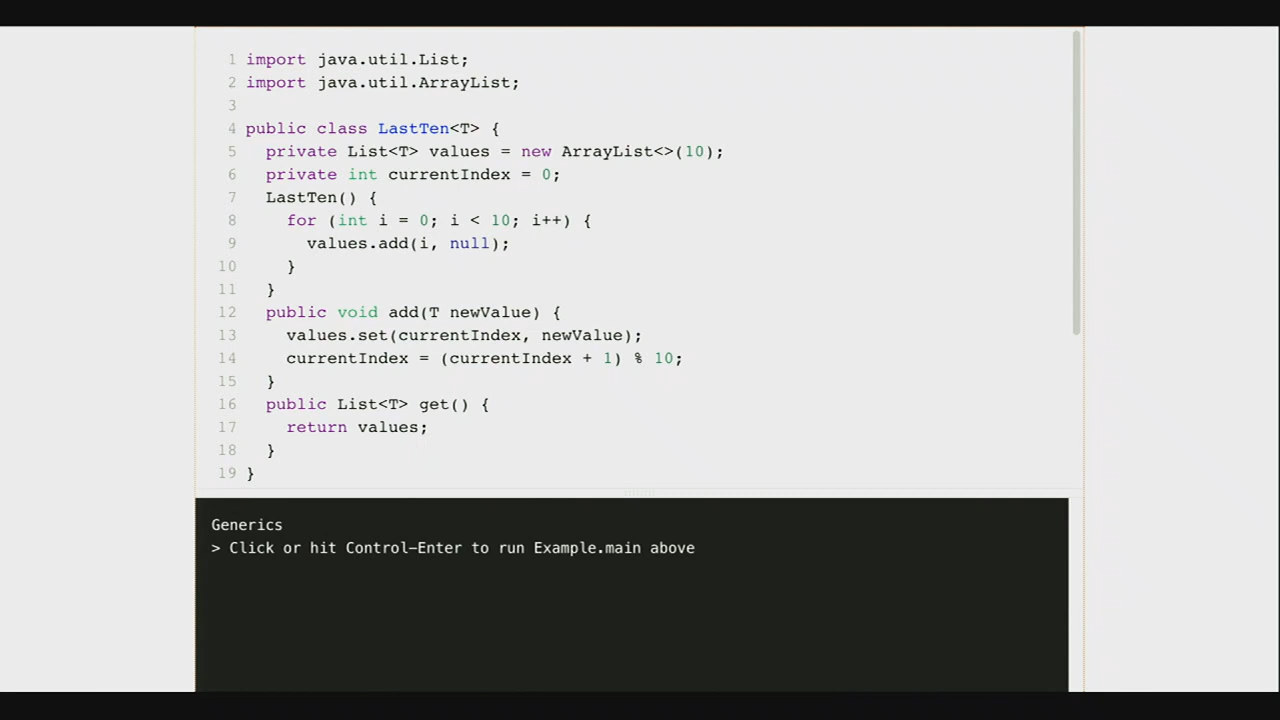 1 import java.util.List;
2 import java.util.ArrayList;
3
4 public class LastTen<T> {
5   private List<T> values = new ArrayList<>(10);
6   private int currentIndex = 0;
7   LastTen() {
8     for (int i = 0; i < 10; i++) {
9       values.add(i, null);
10     }
11   }
12   public void add(T newValue) {
13     values.set(currentIndex, newValue);
14     currentIndex = (currentIndex + 1) % 10;
15   }
16   public List<T> get() {
17     return values;
18   }
19 }
Generics
> Click or hit Control-Enter to run Example.main above